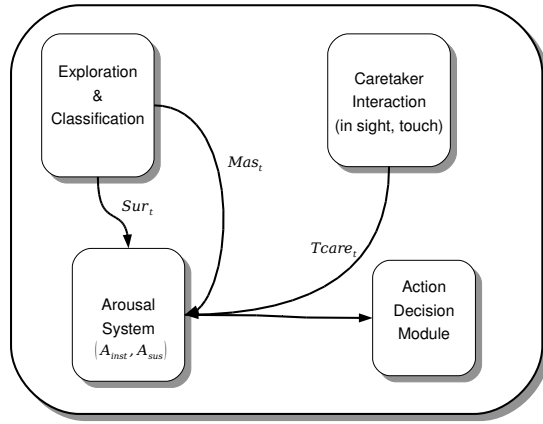 Exploration
&
Classification
Caretaker
Interaction
(in sight, touch)
Mas_t
Sur_t
Tcare_t
Arousal
System
(A_inst, A_sus)
Action
Decision
Module